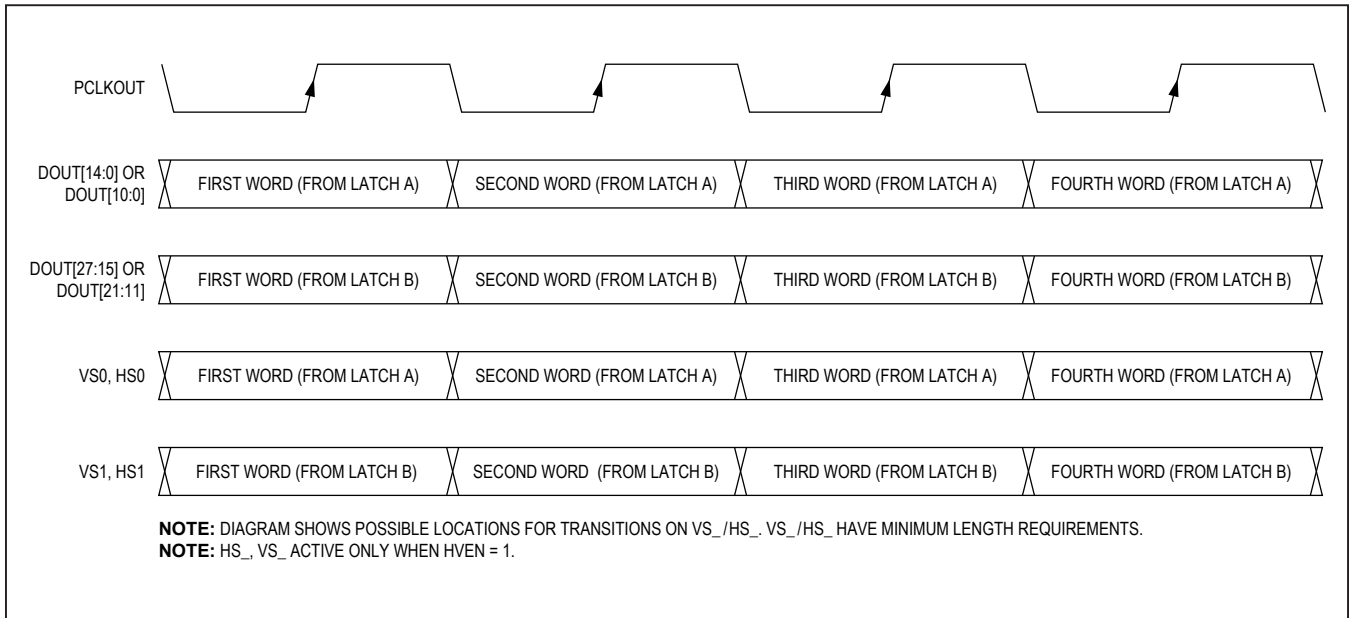 PCLKOUT
DOUT[14:0] OR
DOUT[10:0]
FIRST WORD (FROM LATCH A) SECOND WORD (FROM LATCH A) THIRD WORD (FROM LATCH A) FOURTH WORD (FROM LATCH A)
DOUT[27:15] OR
DOUT[21:11]
FIRST WORD (FROM LATCH B) SECOND WORD (FROM LATCH B) THIRD WORD (FROM LATCH B) FOURTH WORD (FROM LATCH B)
VS0, HS0 FIRST WORD (FROM LATCH A) SECOND WORD (FROM LATCH A) THIRD WORD (FROM LATCH A) FOURTH WORD (FROM LATCH A)
VS1, HS1 FIRST WORD (FROM LATCH B) SECOND WORD (FROM LATCH B) THIRD WORD (FROM LATCH B) FOURTH WORD (FROM LATCH B)
NOTE: DIAGRAM SHOWS POSSIBLE LOCATIONS FOR TRANSITIONS ON VS_/HS_. VS_/HS_ HAVE MINIMUM LENGTH REQUIREMENTS.
NOTE: HS_, VS_ ACTIVE ONLY WHEN HVEN = 1.